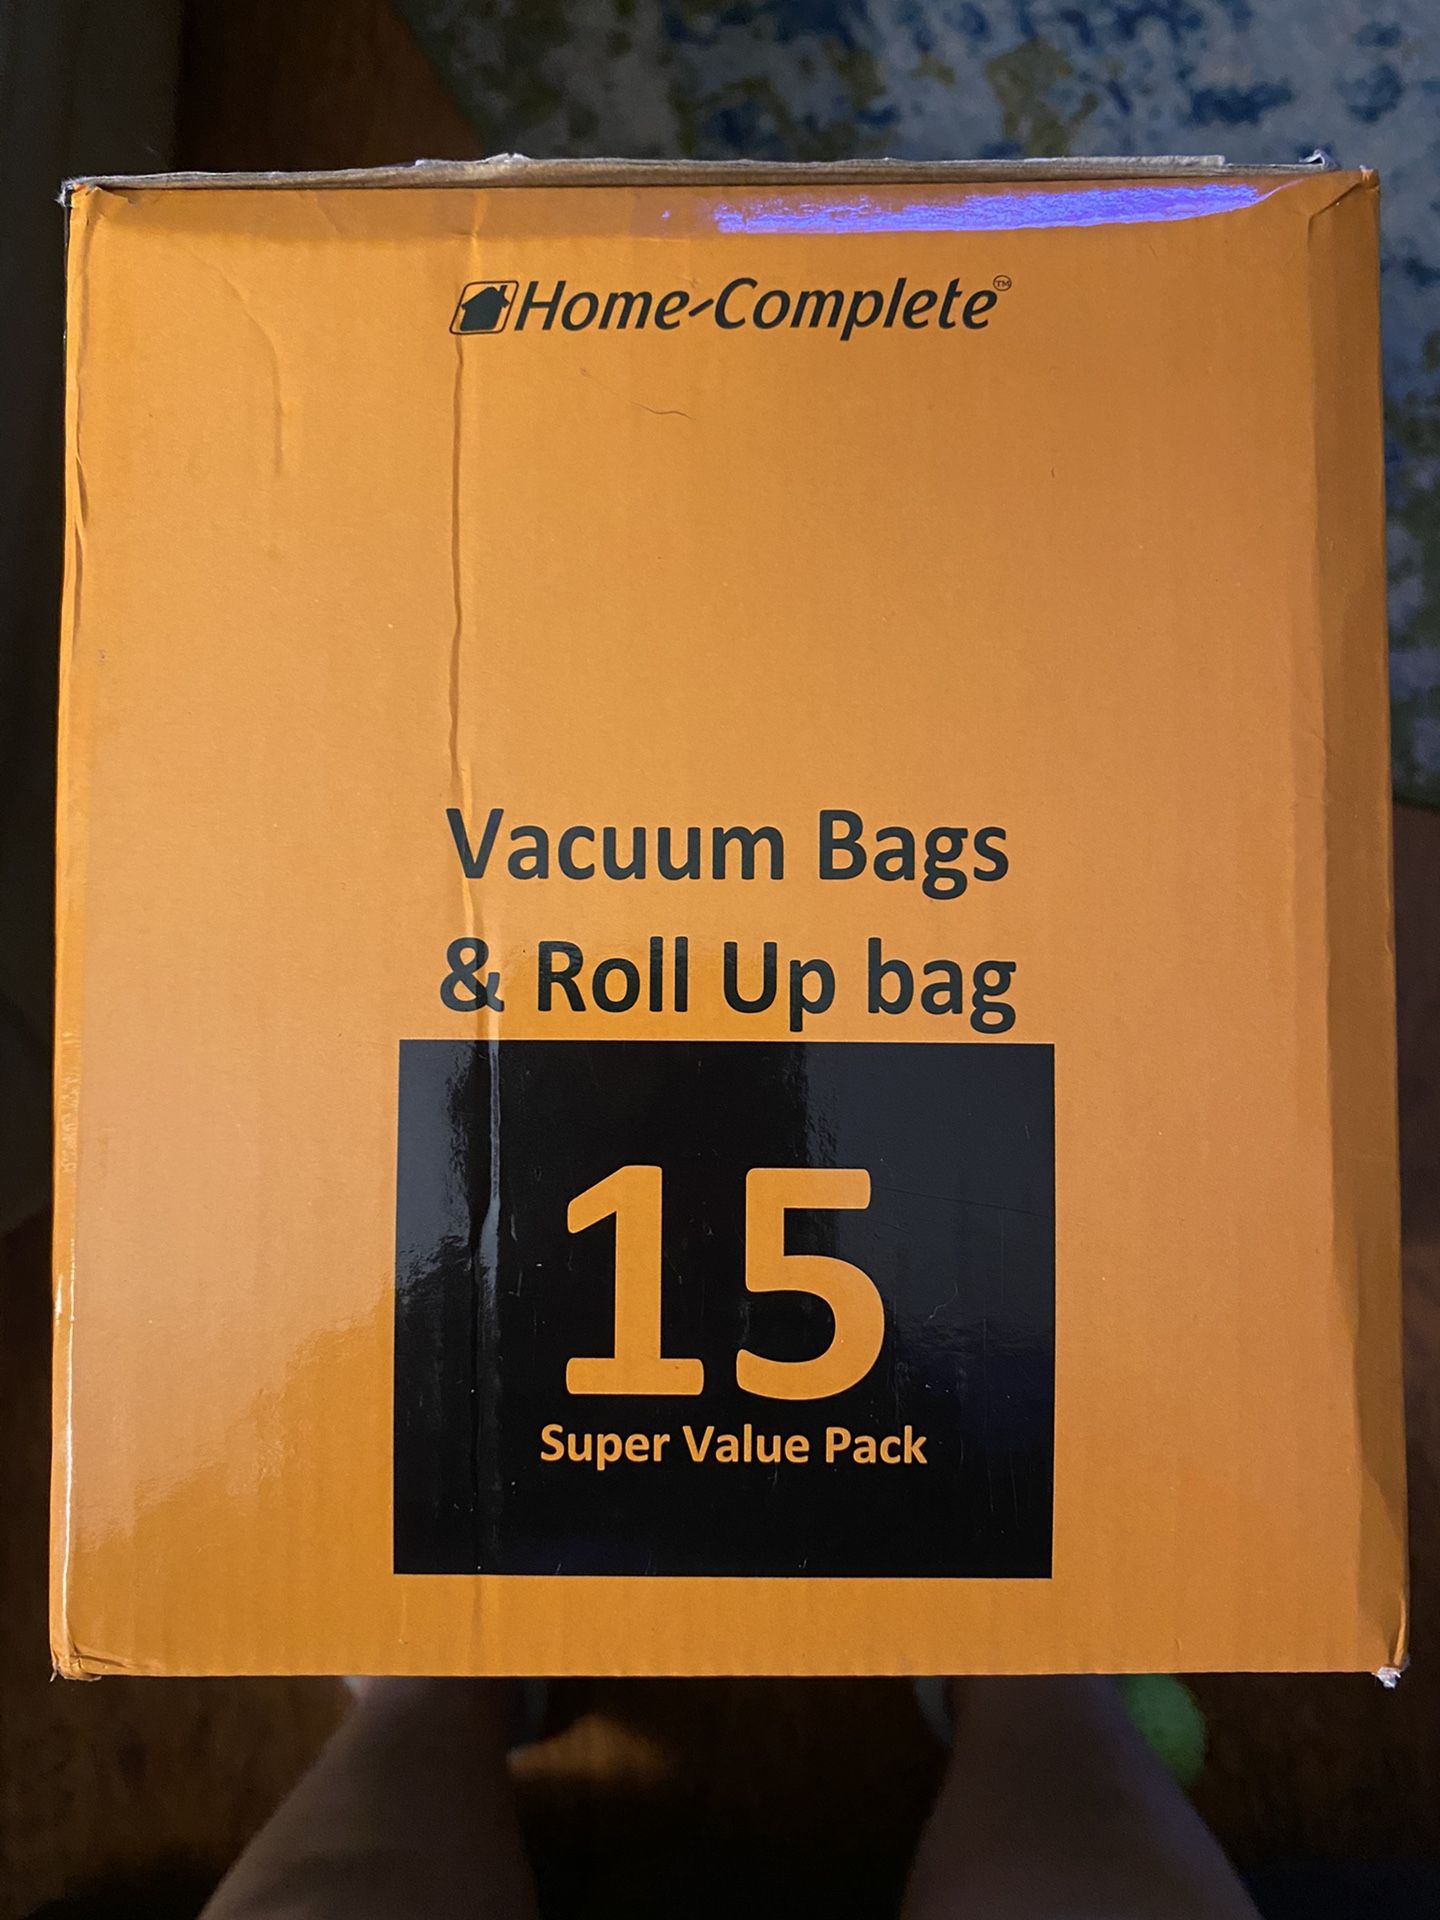 Home-Complete™
Vacuum Bags
& Roll Up bag
15
Super Value Pack